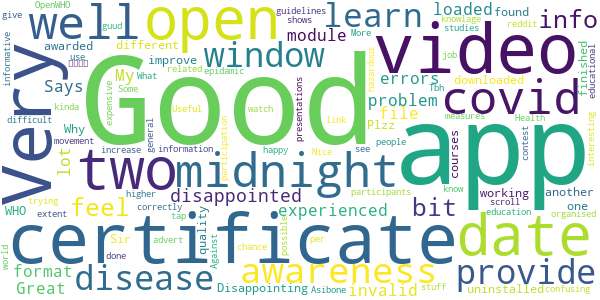 OpenWHO guud guidelines shows
give well open learn loaded found reddit
informative awarded different module My improve errors More knowlage studies
Says window video info
Very Good app
use What related epidemic problem downloaded job
difficult Why kinda expensive Some file Plzz tbh hazardous finished educational
movement increase general Useful watch presentations link covid measures Health
lot two midnight people interesting
WHO feel Sir participation information Nice happy see disappointed courses working another
extent higher correctly experienced bit know scroll education contest one
trying certificate date organised
world format tap quality Against chance possible per participants
Great done advert awareness provide stuff
disease Disappointing Asibone invalid uninstalled confusing